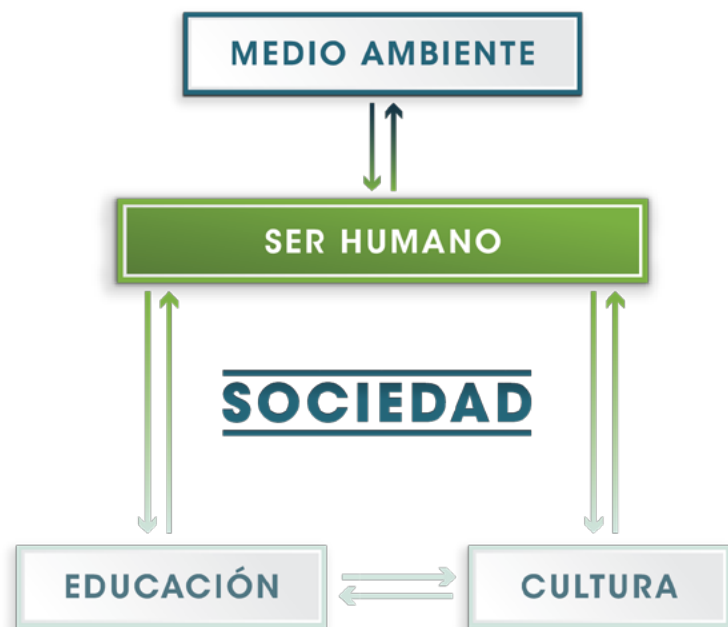 MEDIO AMBIENTE
SER HUMANO
SOCIEDAD
EDUCACIÓN
CULTURA